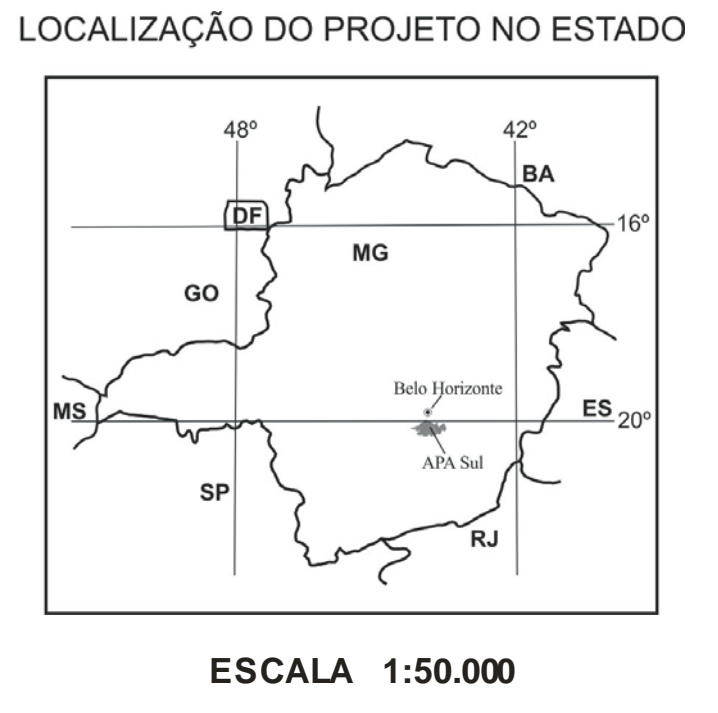 LOCALIZAÇÃO DO PROJETO NO ESTADO
48º
42º
BA
DF
16º
MG
GO
Belo Horizonte
MS
ES
20º
APA Sul
SP
RJ
ESCALA 1:50.000